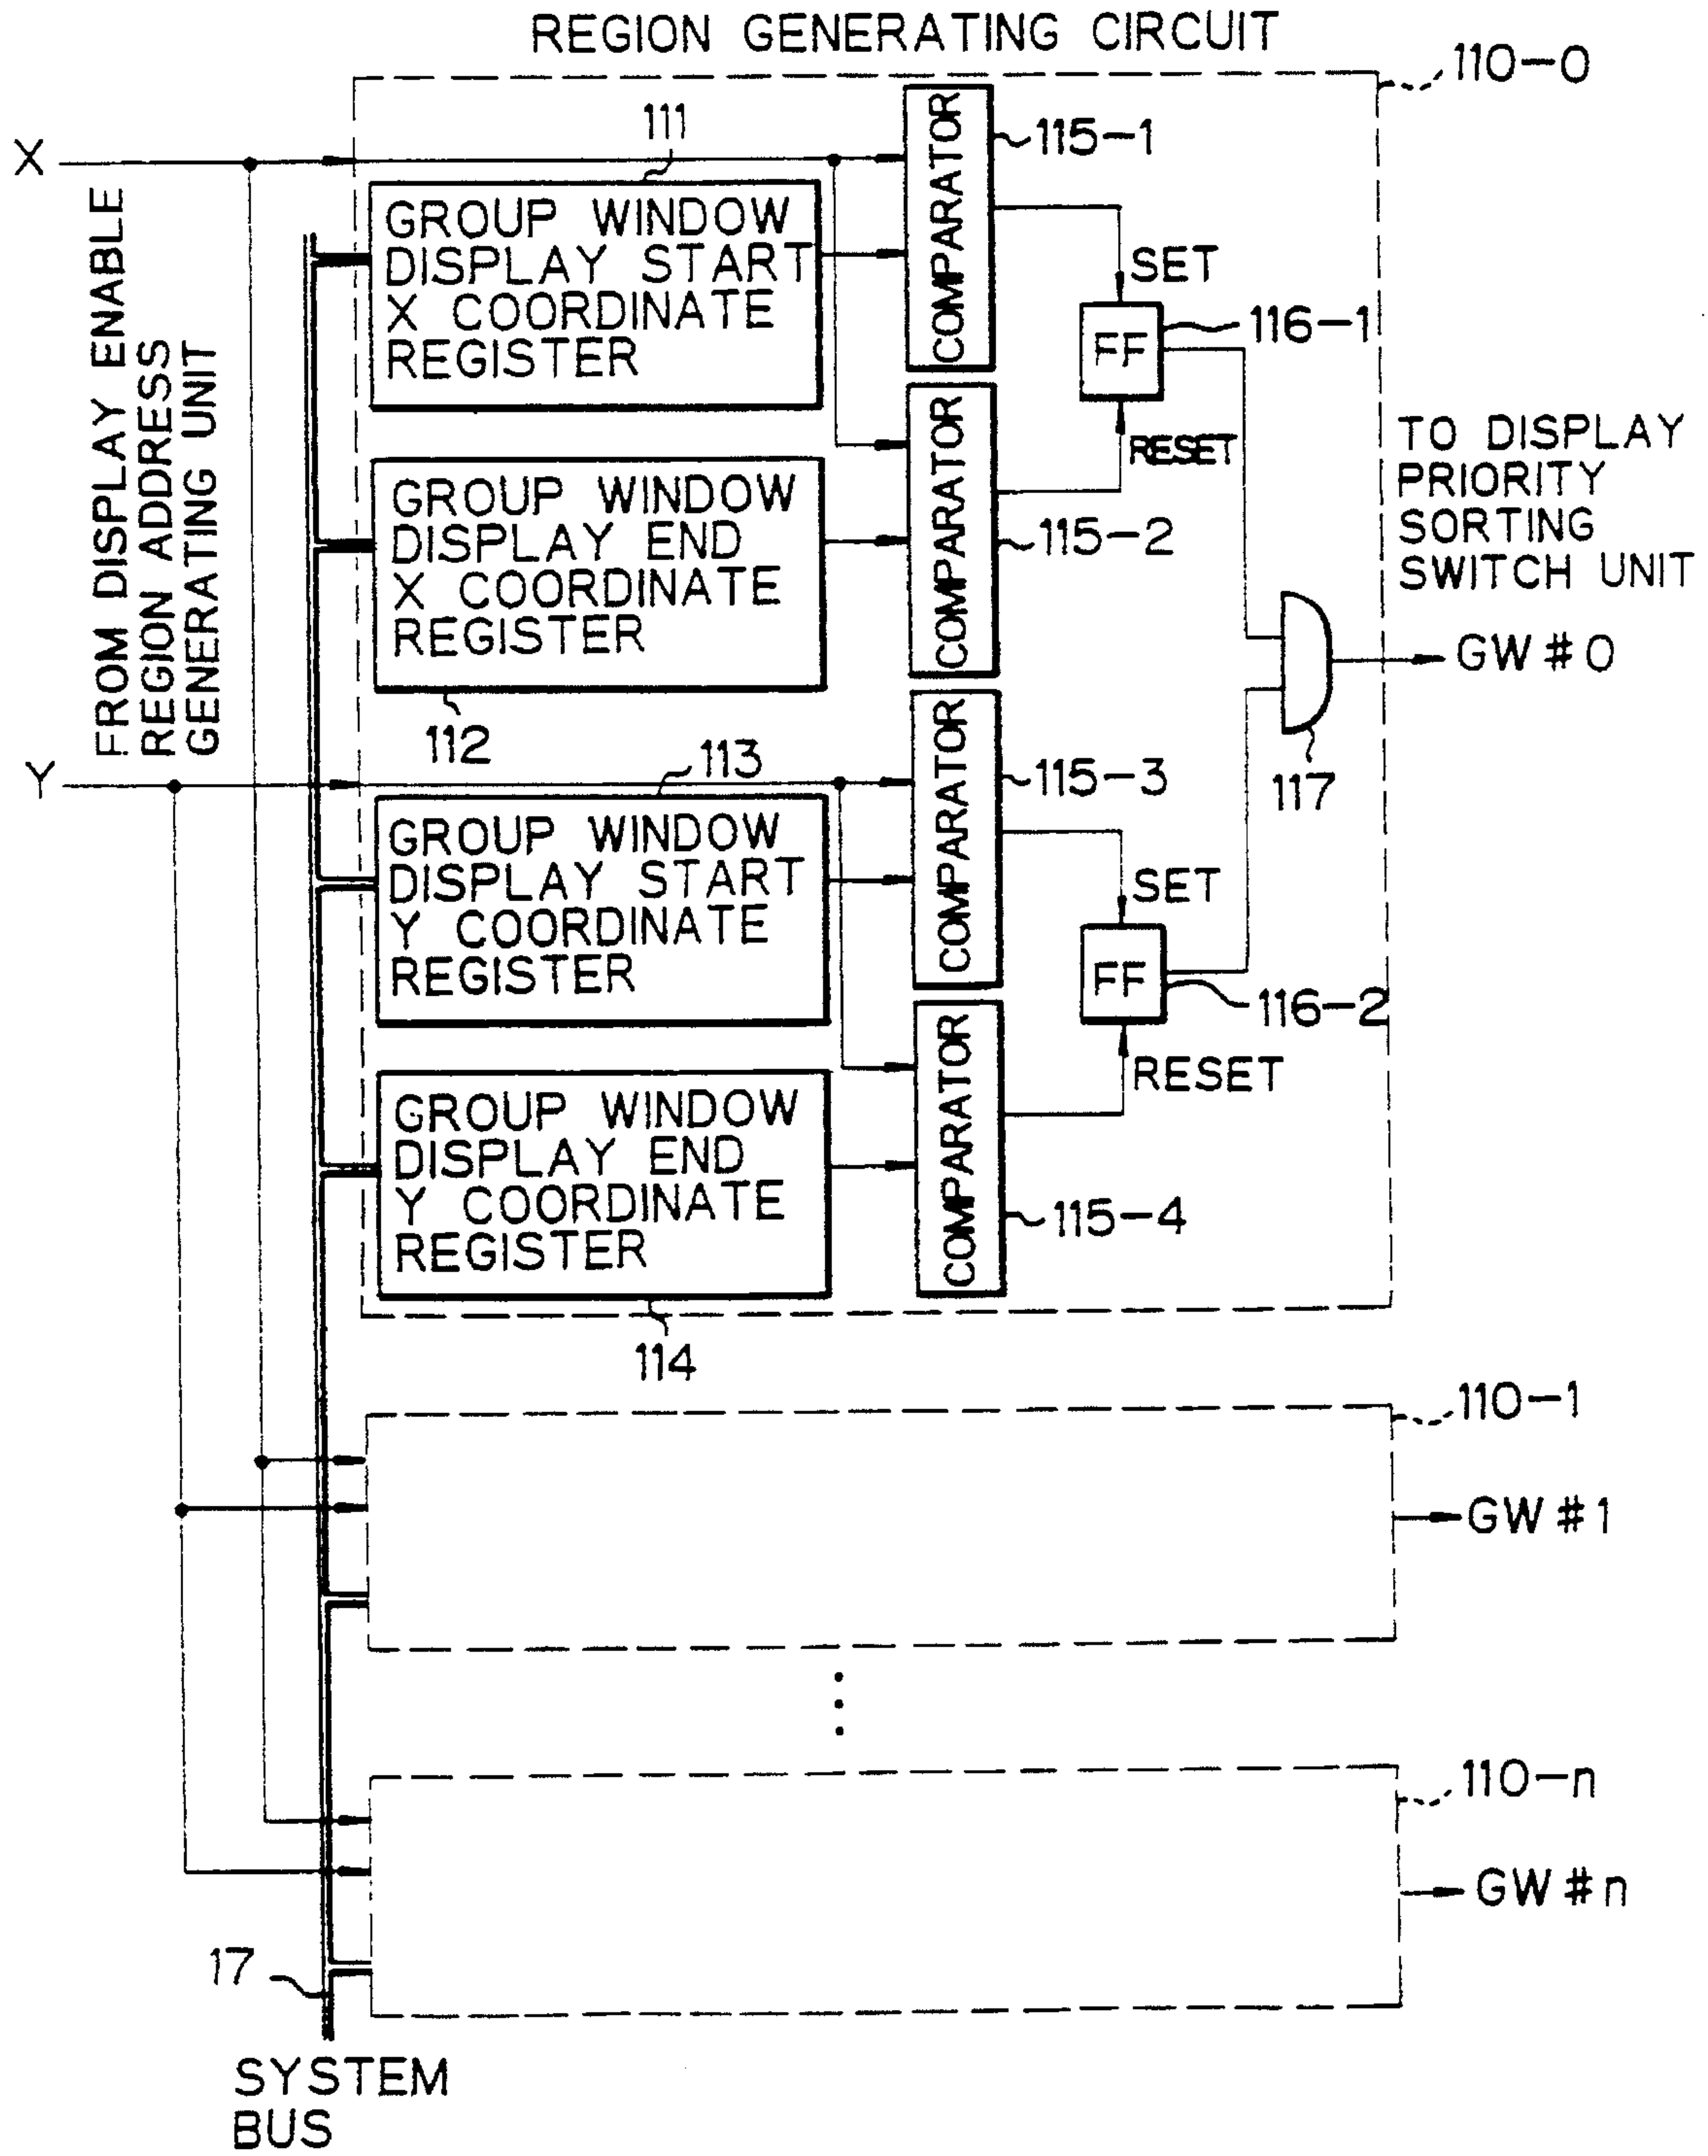 REGION GENERATING CIRCUIT
110-0
X
FROM DISPLAY ENABLE
REGION ADDRESS
GENERATING UNIT
Y
111
GROUP WINDOW
DISPLAY START
X COORDINATE
REGISTER
COMPARATOR
115-1
SET
FF
116-1
RESET
GROUP WINDOW
DISPLAY END
X COORDINATE
REGISTER
112
COMPARATOR
115-2
TO DISPLAY
PRIORITY
SORTING
SWITCH UNIT
GW #0
117
113
GROUP WINDOW
DISPLAY START
Y COORDINATE
REGISTER
COMPARATOR
115-3
SET
FF
116-2
RESET
GROUP WINDOW
DISPLAY END
Y COORDINATE
REGISTER
114
COMPARATOR
115-4
110-1
GW #1
110-n
GW #n
17
SYSTEM
BUS